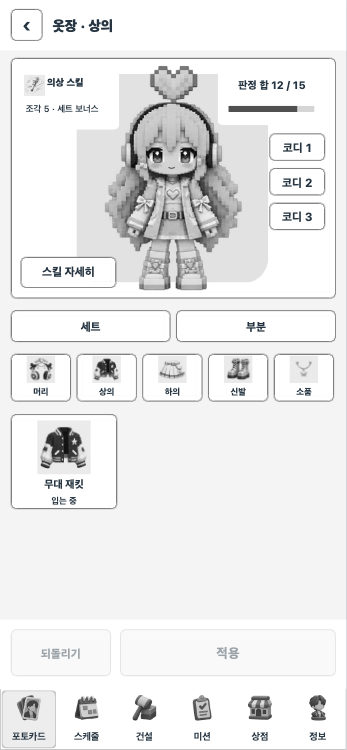 옷장 · 상의
의상 스킬
조각 5 · 세트 보너스
판정 합 12 / 15
코디 1
코디 2
코디 3
스킬 자세히
세트
부분
머리
상의
하의
신발
소품
무대 재킷
입는 중
되돌리기
적용
포토카드
스케줄
건설
미션
상점
정보